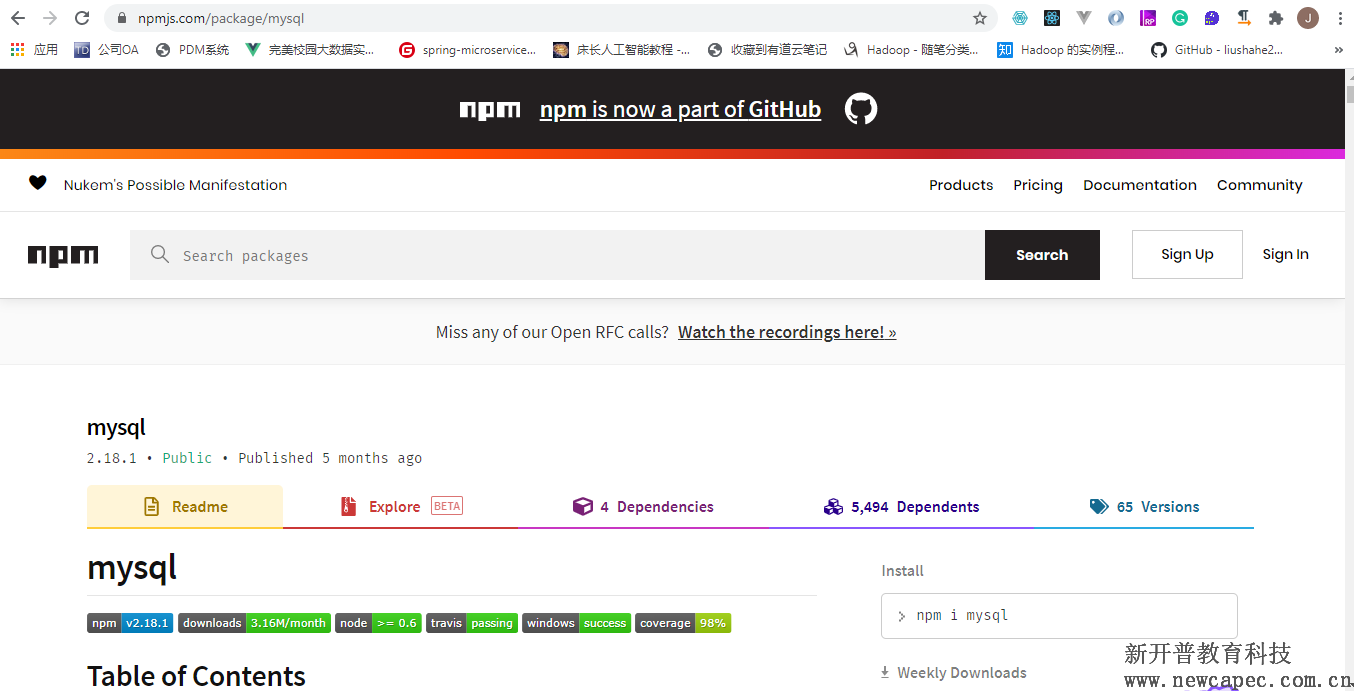 npmjs.com/package/mysql
J
应用 TD 公司OA PDM系统 完美校园大数据实... spring-microservice... 床长人工智能教程 -... 收藏到有道云笔记 Hadoop - 随笔分类... 知 Hadoop 的实例程... GitHub - liushahe2... »
npm npm is now a part of GitHub
Nukem's Possible Manifestation Products Pricing Documentation Community
npm Search packages Search Sign Up Sign In
Miss any of our Open RFC calls? Watch the recordings here! »
mysql
2.18.1 • Public • Published 5 months ago
Readme Explore BETA 4 Dependencies 5,494 Dependents 65 Versions
mysql
Install
npm v2.18.1 downloads 3.16M/month node >= 0.6 travis passing windows success coverage 98%
> npm i mysql
Table of Contents
Weekly Downloads
新开普教育科技
www.newcapec.com.cn